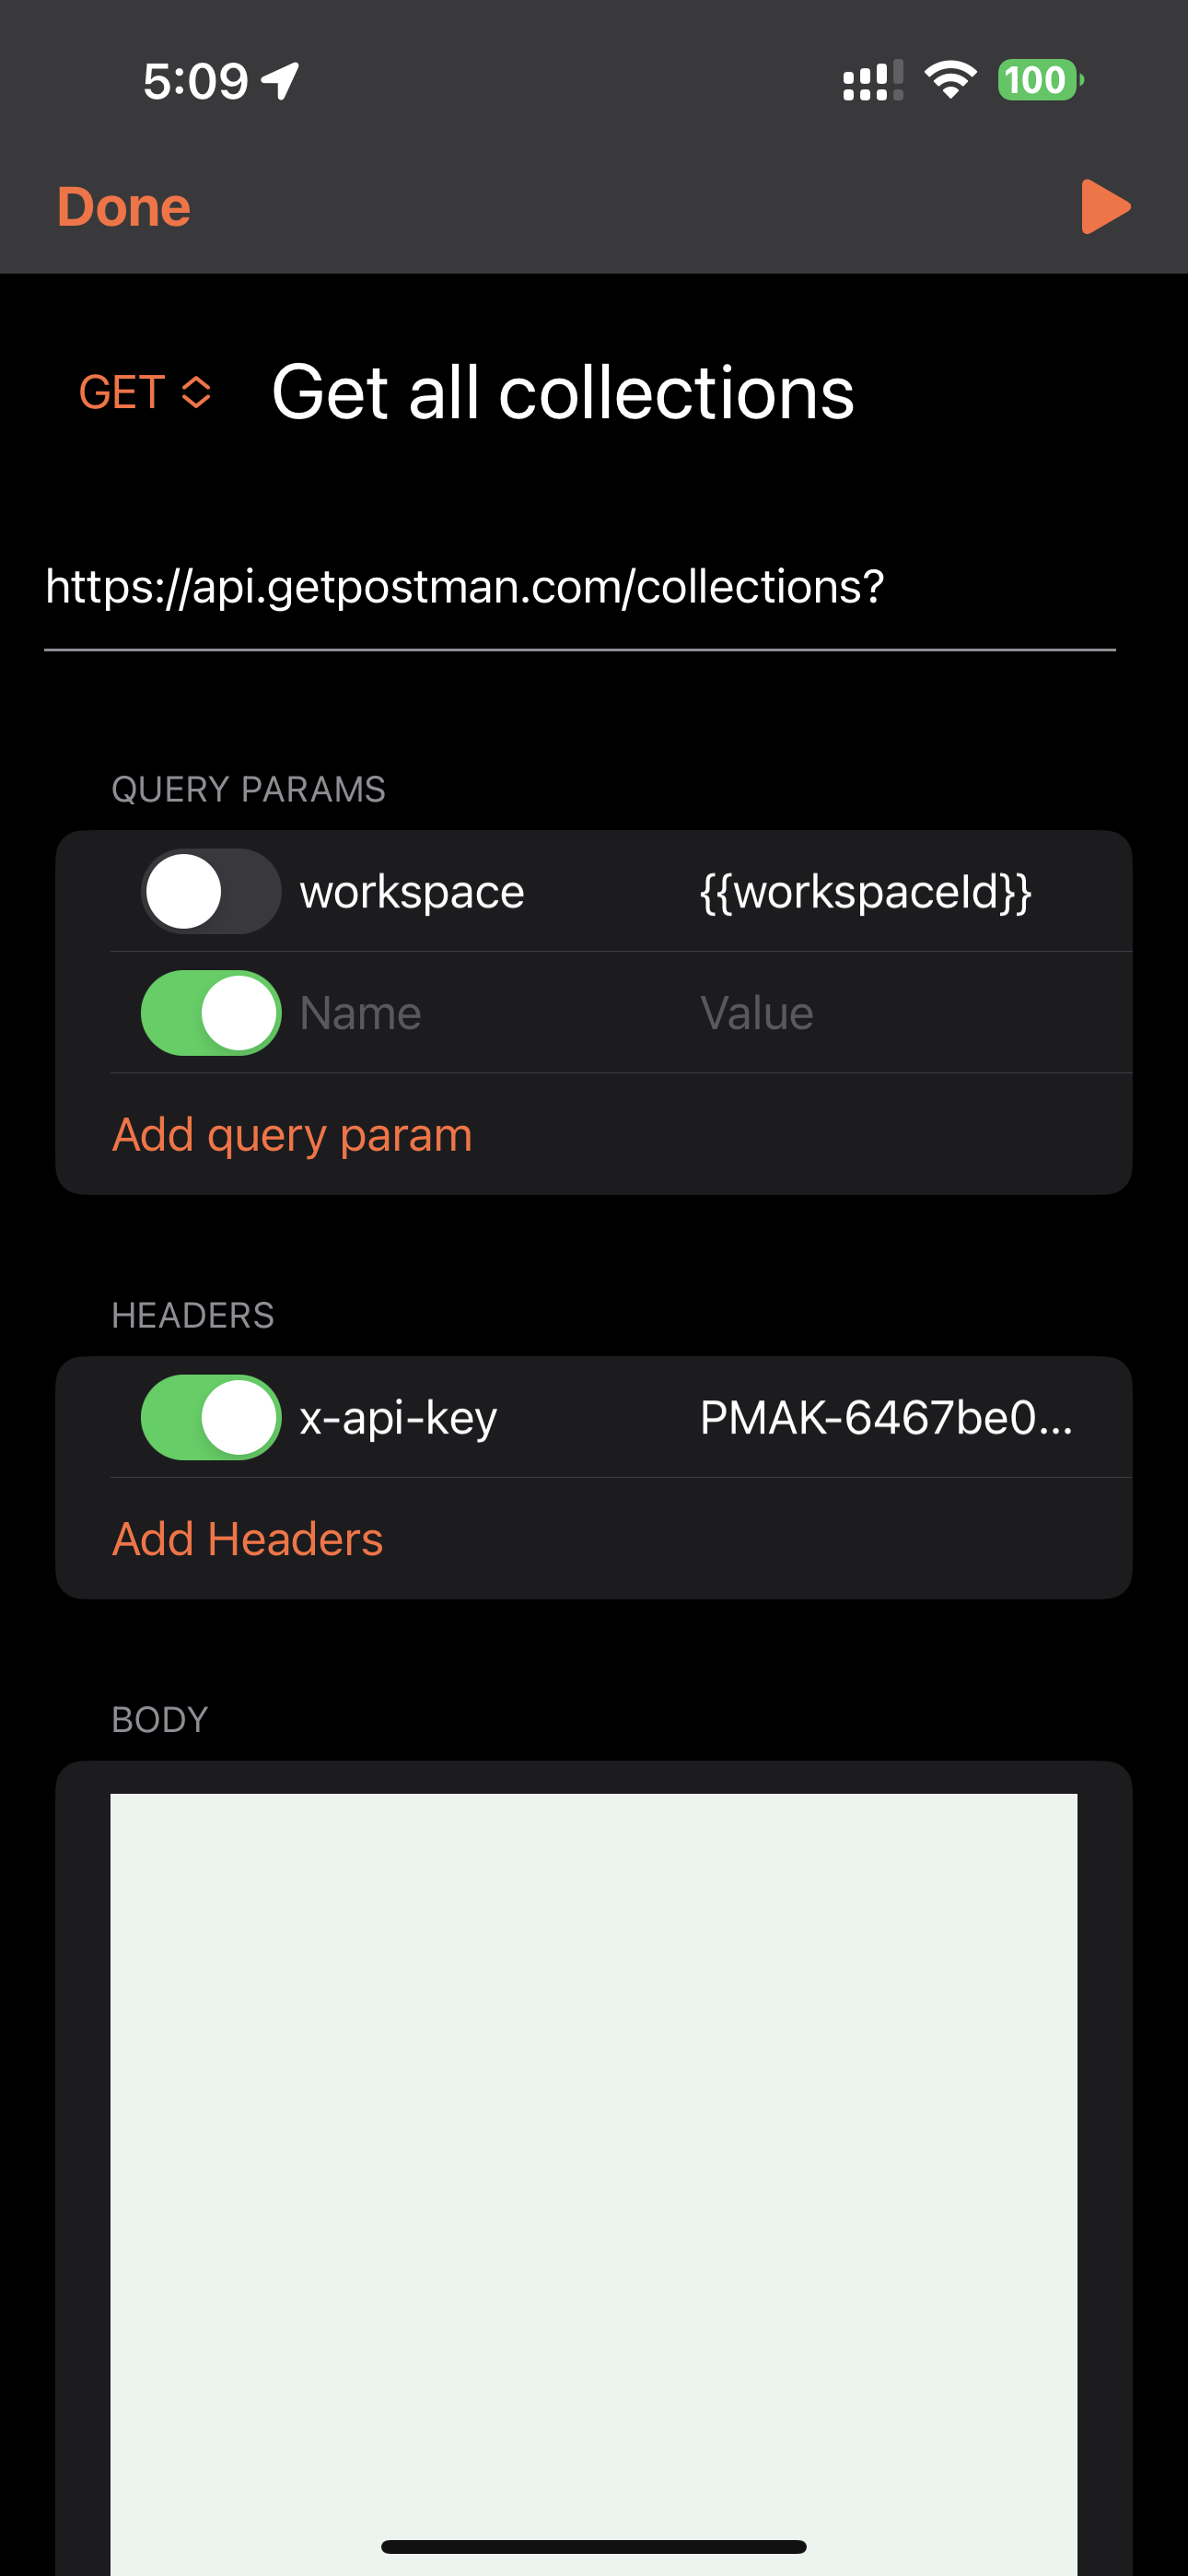 5:09
100
Done
GET Get all collections
https://api.getpostman.com/collections?
QUERY PARAMS
workspace {{workspaceId}}
Name Value
Add query param
HEADERS
x-api-key PMAK-6467be0...
Add Headers
BODY